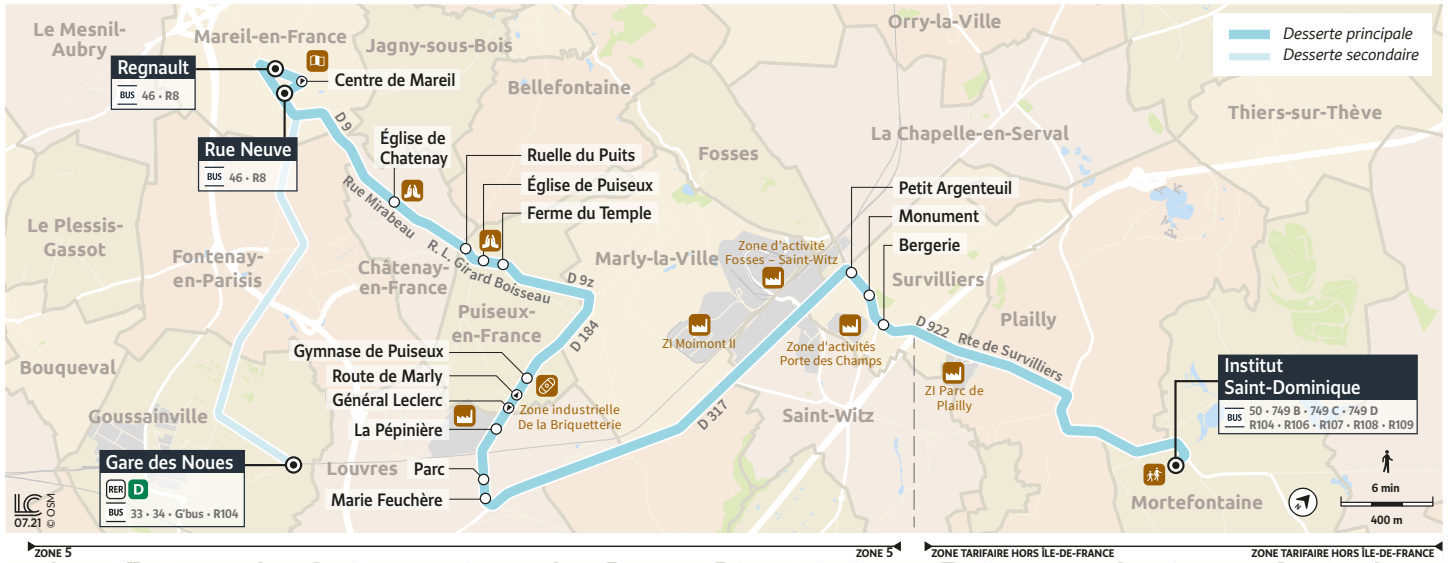 Le Mesnil-
Aubry
Mareil-en-France
Jagny-sous-Bois
Bellefontaine
Orry-la-Ville
Desserte principale
Desserte secondaire
Regnault
BUS 46 • R8
Centre de Mareil
Rue Neuve
BUS 46 • R8
D 9
Église de
Chatenay
Rue Mirabeau
Ruelle du Puits
Église de Puiseux
Ferme du Temple
R. L. Girard Boisseau
D 9z
D 184
Fosses
La Chapelle-en-Serval
Thiers-sur-Thève
Petit Argenteuil
Monument
Bergerie
Le Plessis-
Gassot
Fontenay-
en-Parisis
Châtenay-
en-France
Marly-la-Ville
Zone d'activité
Fosses – Saint-Witz
Survilliers
Puiseux-
en-France
ZI Moimont II
Zone d'activités
Porte des Champs
D 922
Rte de Survilliers
Plailly
Bouqueval
Gymnase de Puiseux
Route de Marly
Général Leclerc
La Pépinière
Zone industrielle
De la Briquetterie
ZI Parc de
Plailly
Institut
Saint-Dominique
BUS 50 • 749 B • 749 C • 749 D
R104 • R106 • R107 • R108 • R109
Goussainville
D 317
Saint-Witz
Gare des Noues
RER D
BUS 33 • 34 • G'bus • R104
Louvres
Parc
Marie Feuchère
Mortefontaine
N
6 min
400 m
LC
07.21
© OSM
ZONE 5
ZONE 5
ZONE TARIFAIRE HORS ÎLE-DE-FRANCE
ZONE TARIFAIRE HORS ÎLE-DE-FRANCE